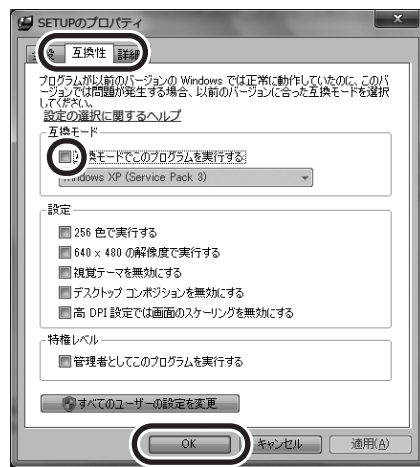 SETUPのプロパティ
互換性 詳細
プログラムが以前のバージョンの Windows では正常に動作していたのに、このバ
ージョンでは問題が発生する場合、以前のバージョンに合った互換モードを選択
してください。
設定の選択に関するヘルプ
互換モード
換モードでこのプログラムを実行する
ndows XP (Service Pack 3)
設定
256 色で実行する
640 x 480 の解像度で実行する
視覚テーマを無効にする
デスクトップ コンポジションを無効にする
高 DPI 設定では画面のスケーリングを無効にする
特権レベル
管理者としてこのプログラムを実行する
すべてのユーザーの設定を変更
OK キャンセル 適用(A)